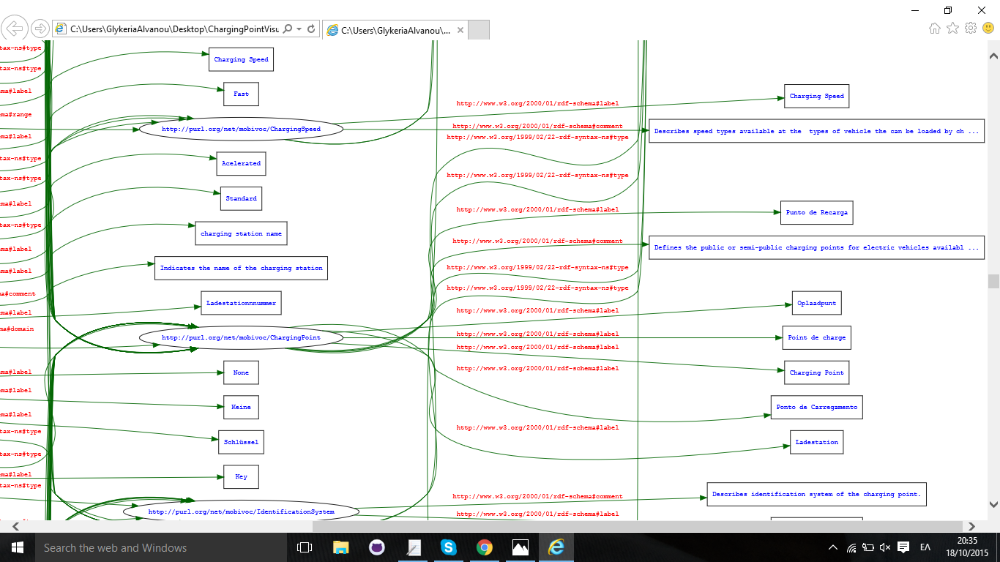 C:\Users\GlykeriaAlvanou\Desktop\ChargingPointVisu
C:\Users\GlykeriaAlvanou\...
tax-ns#type
tax-ns#type
ma#label
ma#range
ma#label
tax-ns#type
tax-ns#type
ma#label
tax-ns#type
ma#label
ma#label
ma#comment
ma#label
ma#domain
ma#label
ma#label
ma#label
tax-ns#type
tax-ns#type
ma#label
tax-ns#type
Charging Speed
Fast
http://purl.org/net/mobivoc/ChargingSpeed
Acelerated
Standard
charging station name
Indicates the name of the charging station
Ladestationnnummer
http://purl.org/net/mobivoc/ChargingPoint
None
Keine
Schlüssel
Key
http://purl.org/net/mobivoc/IdentificationSystem
http://www.w3.org/2000/01/rdf-schema#label
http://www.w3.org/2000/01/rdf-schema#comment
http://www.w3.org/1999/02/22-rdf-syntax-ns#type
http://www.w3.org/1999/02/22-rdf-syntax-ns#type
http://www.w3.org/2000/01/rdf-schema#label
http://www.w3.org/2000/01/rdf-schema#comment
http://www.w3.org/1999/02/22-rdf-syntax-ns#type
http://www.w3.org/1999/02/22-rdf-syntax-ns#type
http://www.w3.org/2000/01/rdf-schema#label
http://www.w3.org/2000/01/rdf-schema#label
http://www.w3.org/2000/01/rdf-schema#label
http://www.w3.org/2000/01/rdf-schema#label
http://www.w3.org/2000/01/rdf-schema#label
http://www.w3.org/2000/01/rdf-schema#comment
http://www.w3.org/2000/01/rdf-schema#label
Charging Speed
Describes speed types available at the  types of vehicle the can be loaded by ch ...
Punto de Recarga
Defines the public or semi-public charging points for electric vehicles availabl ...
Oplaadpunt
Point de charge
Charging Point
Ponto de Carregamento
Ladestation
Describes identification system of the charging point.
Search the web and Windows
ΕΛ
20:35
18/10/2015